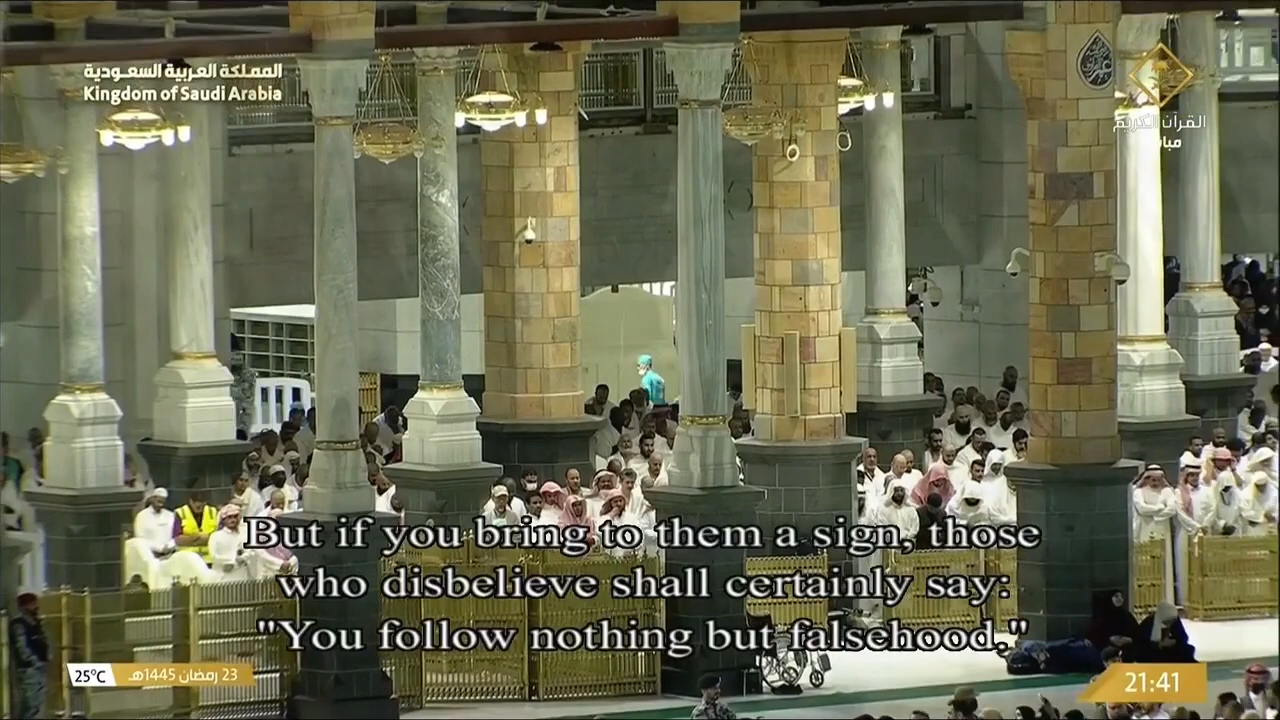 المملكة العربية السعودية
Kingdom of Saudi Arabia
القرآن الكريم
But if you bring to them a sign, those
who disbelieve shall certainly say:
"You follow nothing but falsehood."
25°C
23 رمضان 1445هـ
21:41